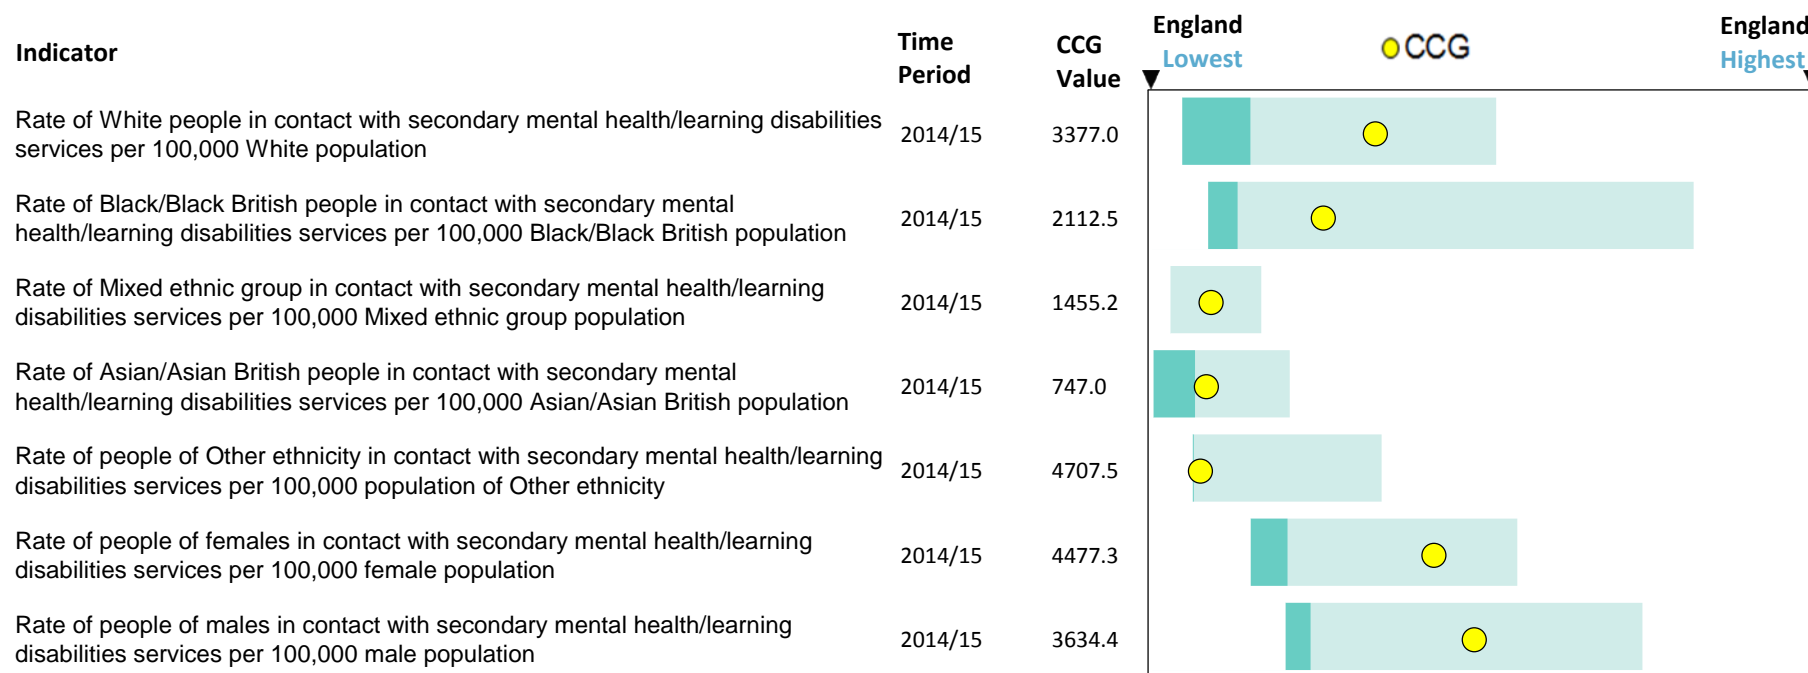 Indicator
Time
Period
CCG
Value
England
Lowest
CCG
England
Highest
Rate of White people in contact with secondary mental health/learning disabilities
services per 100,000 White population
2014/15
3377.0
Rate of Black/Black British people in contact with secondary mental
health/learning disabilities services per 100,000 Black/Black British population
2014/15
2112.5
Rate of Mixed ethnic group in contact with secondary mental health/learning
disabilities services per 100,000 Mixed ethnic group population
2014/15
1455.2
Rate of Asian/Asian British people in contact with secondary mental
health/learning disabilities services per 100,000 Asian/Asian British population
2014/15
747.0
Rate of people of Other ethnicity in contact with secondary mental health/learning
disabilities services per 100,000 population of Other ethnicity
2014/15
4707.5
Rate of people of females in contact with secondary mental health/learning
disabilities services per 100,000 female population
2014/15
4477.3
Rate of people of males in contact with secondary mental health/learning
disabilities services per 100,000 male population
2014/15
3634.4